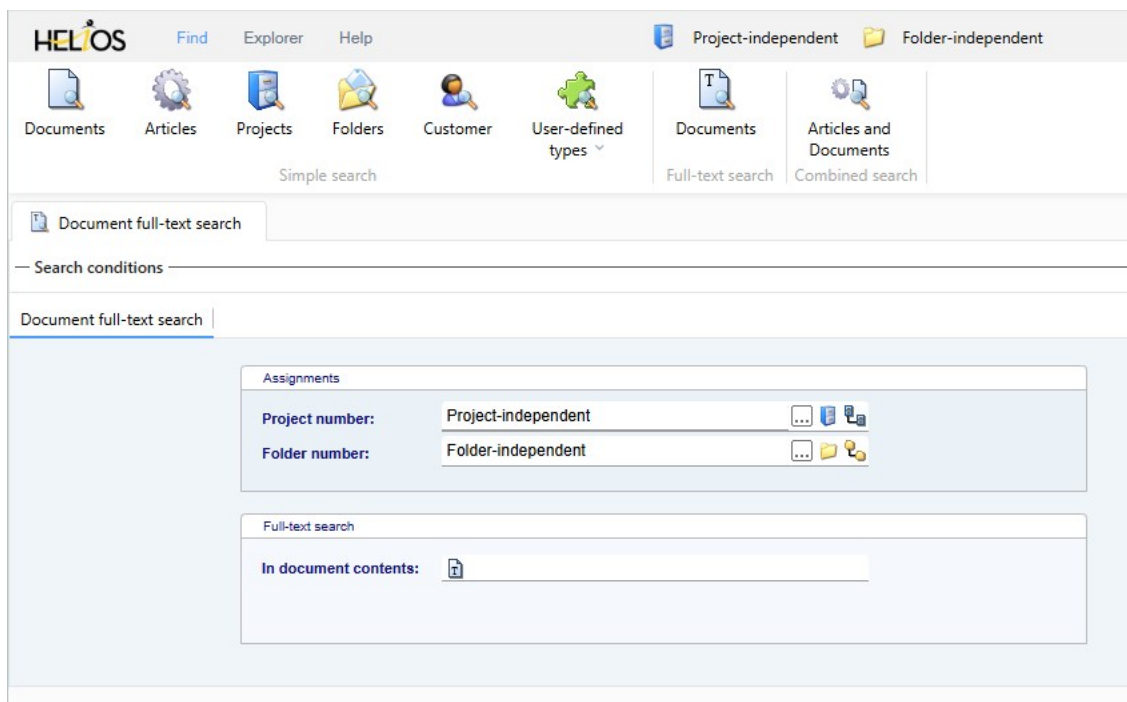 HELiOS Find Explorer Help Project-independent Folder-independent
T
Documents Articles Projects Folders Customer User-defined types Documents Articles and Documents
Simple search Full-text search Combined search
T Document full-text search
Search conditions
Document full-text search
Assignments
Project number: Project-independent ...
Folder number: Folder-independent ...
Full-text search
In document contents: T